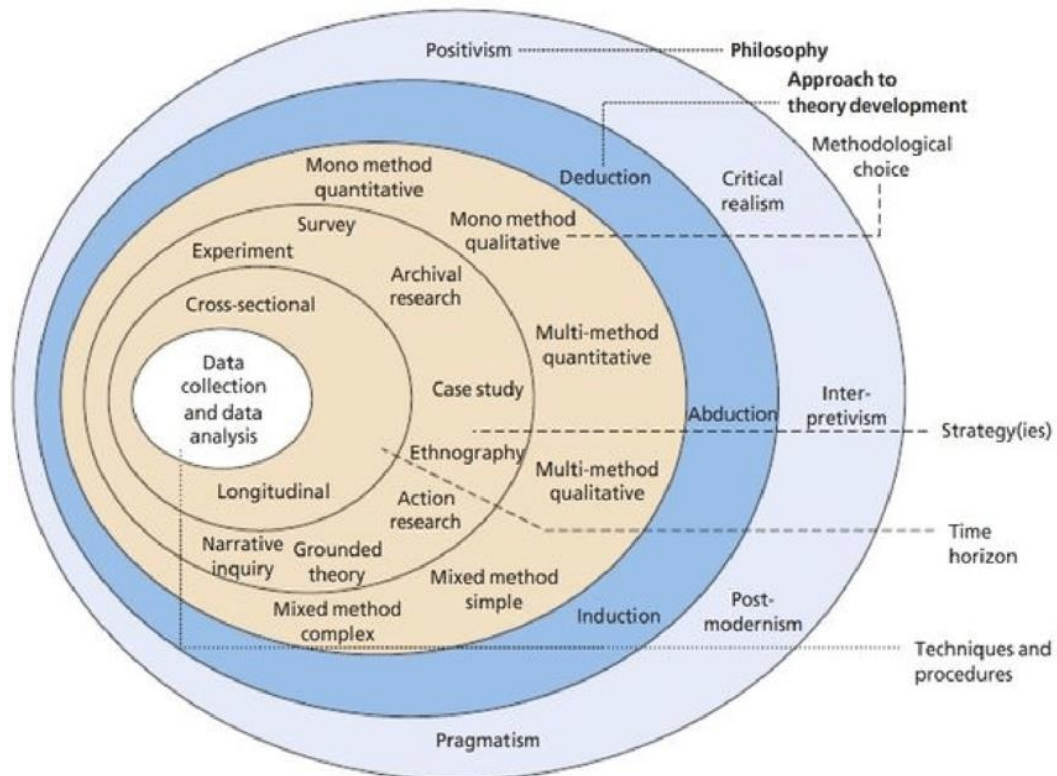 Positivism
Philosophy
Approach to
theory development
Methodological
choice
Mono method
quantitative
Deduction
Critical
realism
Survey
Mono method
qualitative
Experiment
Archival
research
Cross-sectional
Multi-method
quantitative
Data
collection
and data
analysis
Case study
Abduction
Inter-
pretivism
Strategy(ies)
Ethnography
Multi-method
qualitative
Longitudinal
Action
research
Time
horizon
Narrative
inquiry
Grounded
theory
Mixed method
simple
Mixed method
complex
Induction
Post-
modernism
Techniques and
procedures
Pragmatism